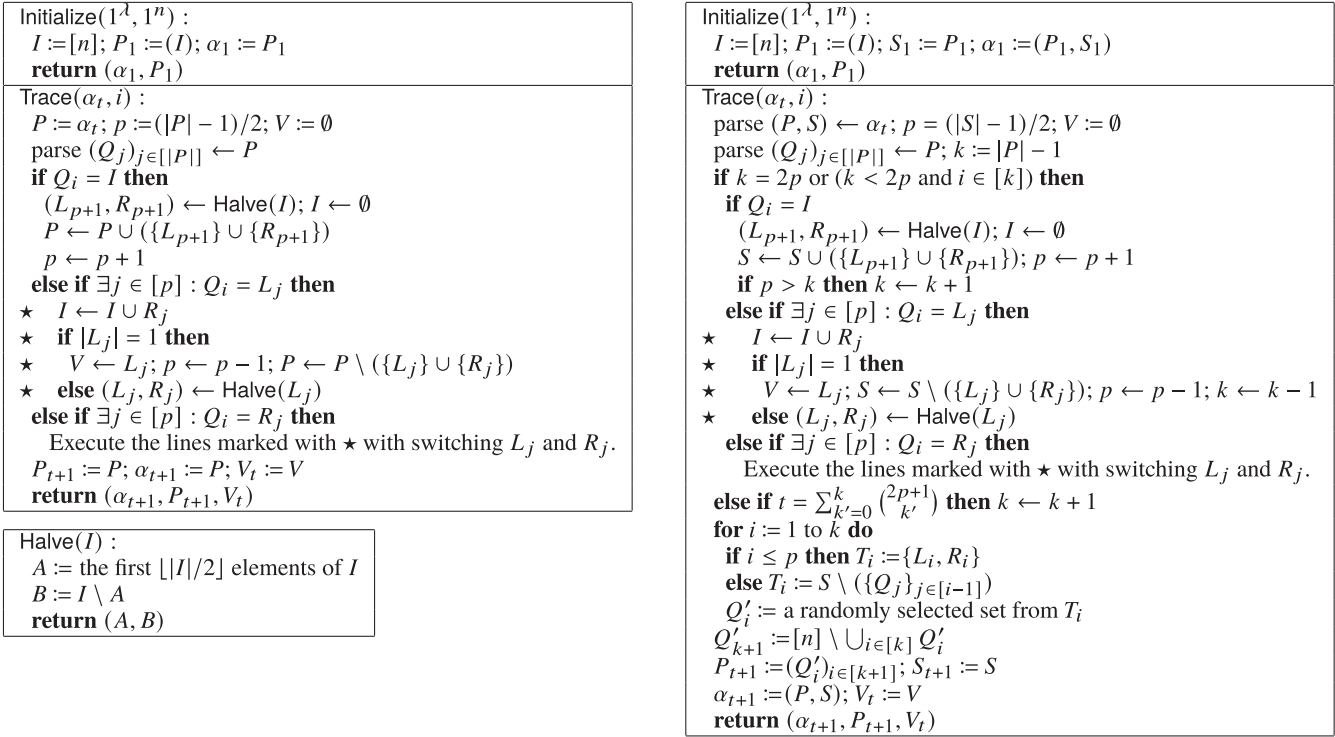 Initialize(1^λ, 1^n) :
I := [n]; P_1 := (I); α_1 := P_1
return (α_1, P_1)
Trace(α_t, i) :
P := α_t; p := (|P| − 1)/2; V := ∅
parse (Q_j)_{j∈[|P|]} ← P
if Q_i = I then
(L_{p+1}, R_{p+1}) ← Halve(I); I ← ∅
P ← P ∪ ({L_{p+1}} ∪ {R_{p+1}})
p ← p + 1
else if ∃j ∈ [p] : Q_i = L_j then
★ I ← I ∪ R_j
★ if |L_j| = 1 then
★ V ← L_j; p ← p − 1; P ← P \ ({L_j} ∪ {R_j})
★ else (L_j, R_j) ← Halve(L_j)
else if ∃j ∈ [p] : Q_i = R_j then
Execute the lines marked with ★ with switching L_j and R_j.
P_{t+1} := P; α_{t+1} := P; V_t := V
return (α_{t+1}, P_{t+1}, V_t)
Halve(I) :
A := the first ⌊|I|/2⌋ elements of I
B := I \ A
return (A, B)
Initialize(1^λ, 1^n) :
I := [n]; P_1 := (I); S_1 := P_1; α_1 := (P_1, S_1)
return (α_1, P_1)
Trace(α_t, i) :
parse (P, S) ← α_t; p = (|S| − 1)/2; V := ∅
parse (Q_j)_{j∈[|P|]} ← P; k := |P| − 1
if k = 2p or (k < 2p and i ∈ [k]) then
if Q_i = I
(L_{p+1}, R_{p+1}) ← Halve(I); I ← ∅
S ← S ∪ ({L_{p+1}} ∪ {R_{p+1}}); p ← p + 1
if p > k then k ← k + 1
else if ∃j ∈ [p] : Q_i = L_j then
★ I ← I ∪ R_j
★ if |L_j| = 1 then
★ V ← L_j; S ← S \ ({L_j} ∪ {R_j}); p ← p − 1; k ← k − 1
★ else (L_j, R_j) ← Halve(L_j)
else if ∃j ∈ [p] : Q_i = R_j then
Execute the lines marked with ★ with switching L_j and R_j.
else if t = ∑_{k′=0}^{k} \binom{2p+1}{k′} then k ← k + 1
for i := 1 to k do
if i ≤ p then T_i := {L_i, R_i}
else T_i := S \ ({Q_j}_{j∈[i−1]})
Q′_i := a randomly selected set from T_i
Q′_{k+1} := [n] \ ⋃_{i∈[k]} Q′_i
P_{t+1} := (Q′_i)_{i∈[k+1]}; S_{t+1} := S
α_{t+1} := (P, S); V_t := V
return (α_{t+1}, P_{t+1}, V_t)